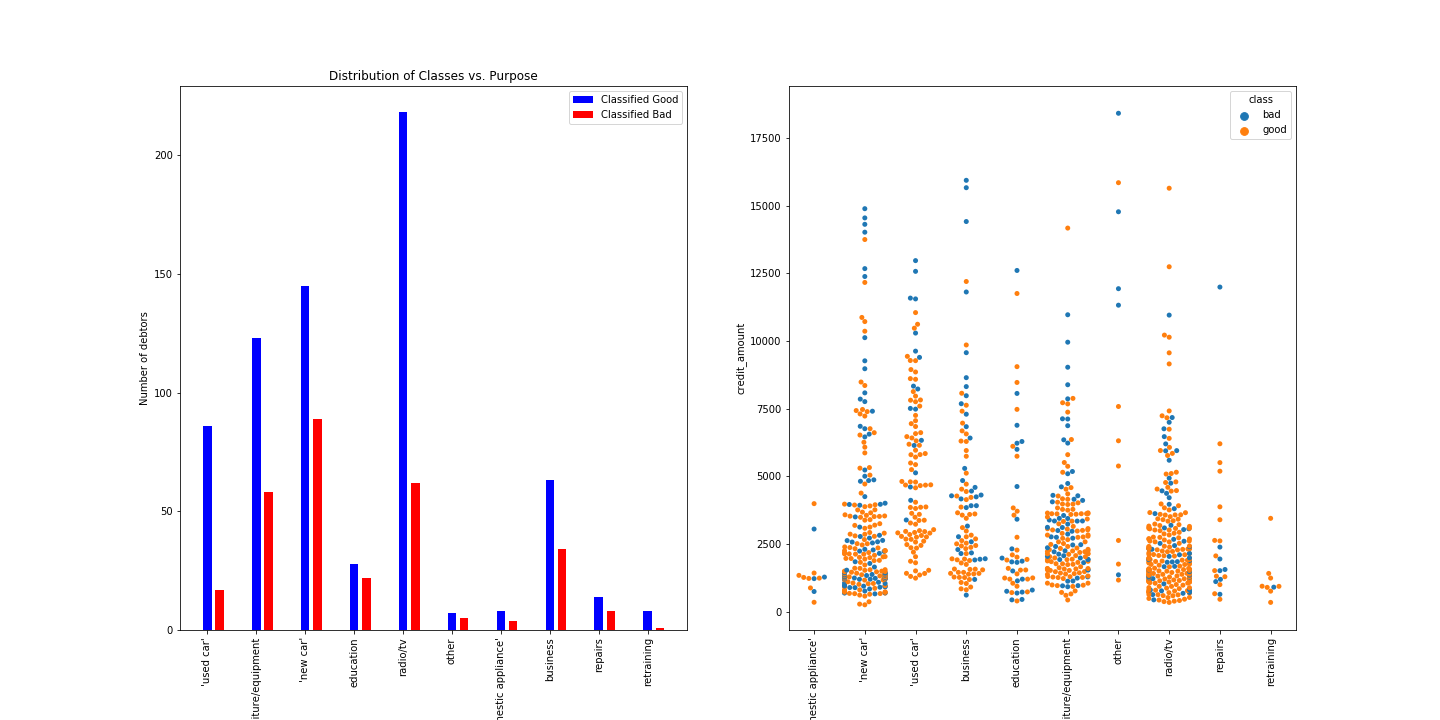 Distribution of Classes vs. Purpose
Classified Good
Classified Bad
200
150
100
50
0
Number of debtors
'used car'
iture/equipment
'new car'
education
radio/tv
other
nestic appliance'
business
repairs
retraining
class
bad
good
17500
15000
12500
10000
7500
5000
2500
0
credit_amount
nestic appliance'
'new car'
'used car'
business
education
iture/equipment
other
radio/tv
repairs
retraining